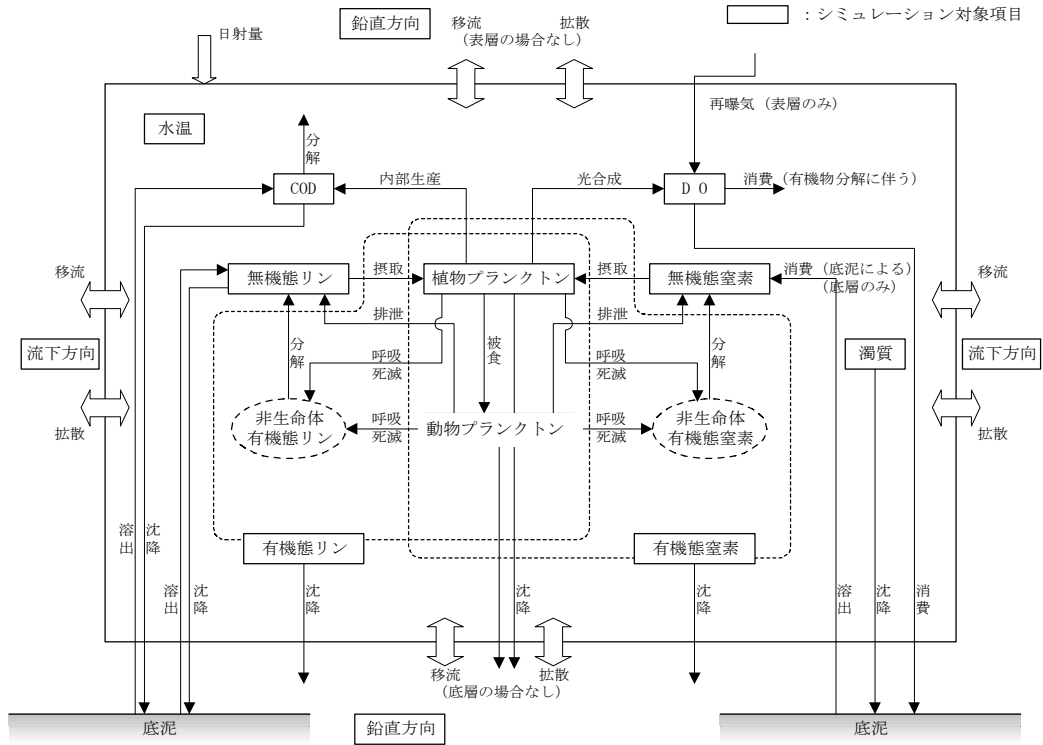 ：シミュレーション対象項目
日射量
鉛直方向
移流
（表層の場合なし）
拡散
再曝気（表層のみ）
水温
分解
COD
内部生産
光合成
ＤＯ
消費（有機物分解に伴う）
移流
無機態リン
摂取
植物プランクトン
摂取
無機態窒素
消費（底泥による）
（底層のみ）
移流
排泄
排泄
流下方向
分解
呼吸
死滅
被食
呼吸
死滅
分解
濁質
流下方向
拡散
非生命体
有機態リン
呼吸
死滅
動物プランクトン
呼吸
死滅
非生命体
有機態窒素
拡散
溶出
沈降
有機態リン
有機態窒素
溶出
沈降
沈降
沈降
沈降
溶出
沈降
消費
移流
（底層の場合なし）
拡散
底泥
鉛直方向
底泥